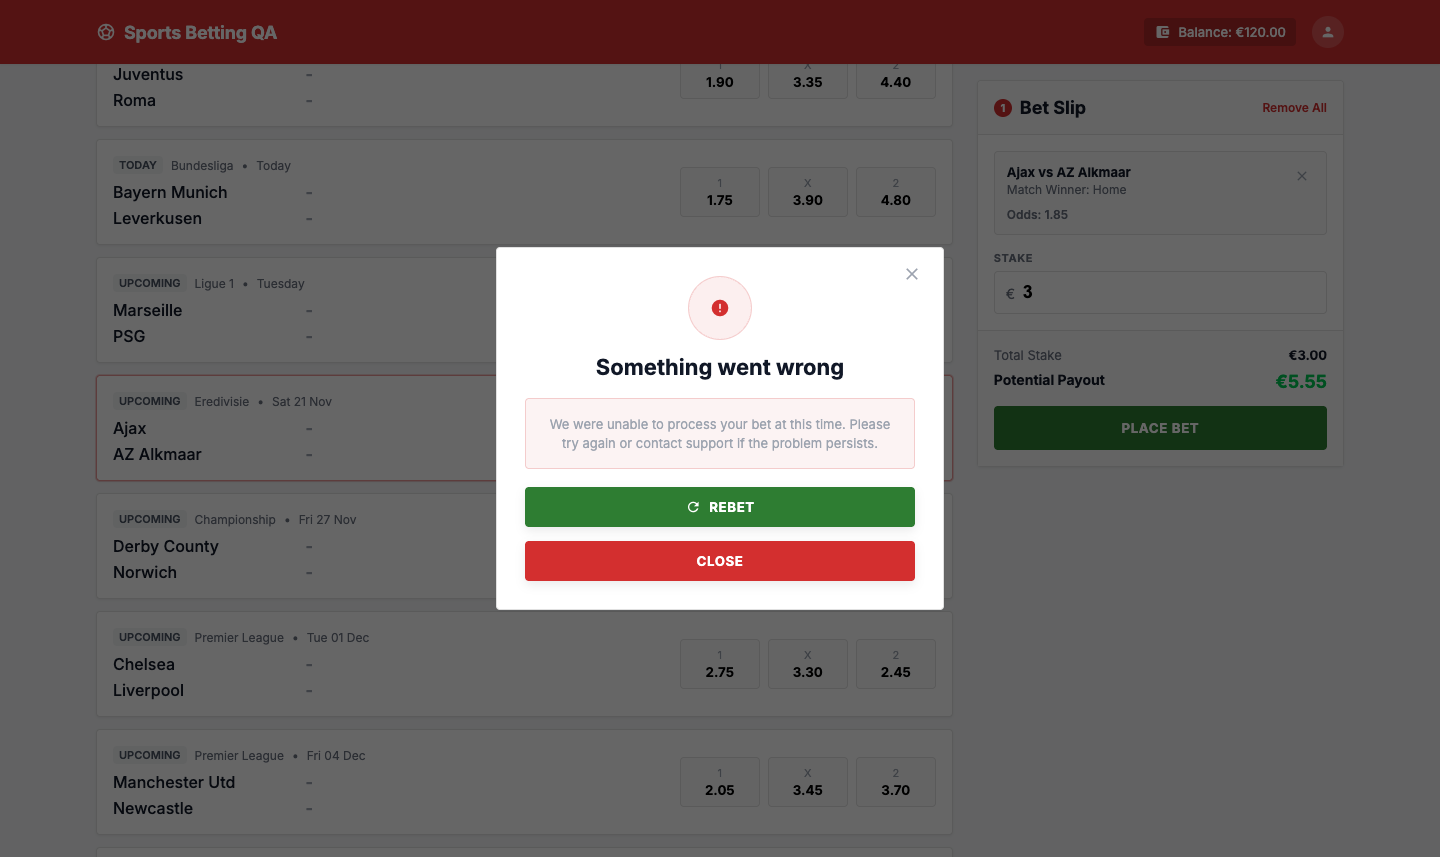 Sports Betting QA
Balance: €120.00
Juventus -
Roma -
1 X 2
1.90 3.35 4.40
TODAY Bundesliga • Today
Bayern Munich -
Leverkusen -
1 X 2
1.75 3.90 4.80
UPCOMING Ligue 1 • Tuesday
Marseille -
PSG -
UPCOMING Eredivisie • Sat 21 Nov
Ajax -
AZ Alkmaar -
UPCOMING Championship • Fri 27 Nov
Derby County -
Norwich -
UPCOMING Premier League • Tue 01 Dec
Chelsea -
Liverpool -
1 X 2
2.75 3.30 2.45
UPCOMING Premier League • Fri 04 Dec
Manchester Utd -
Newcastle -
1 X 2
2.05 3.45 3.70
Something went wrong
We were unable to process your bet at this time. Please
try again or contact support if the problem persists.
REBET
CLOSE
1 Bet Slip Remove All
Ajax vs AZ Alkmaar
Match Winner: Home
Odds: 1.85
STAKE
€ 3
Total Stake €3.00
Potential Payout €5.55
PLACE BET